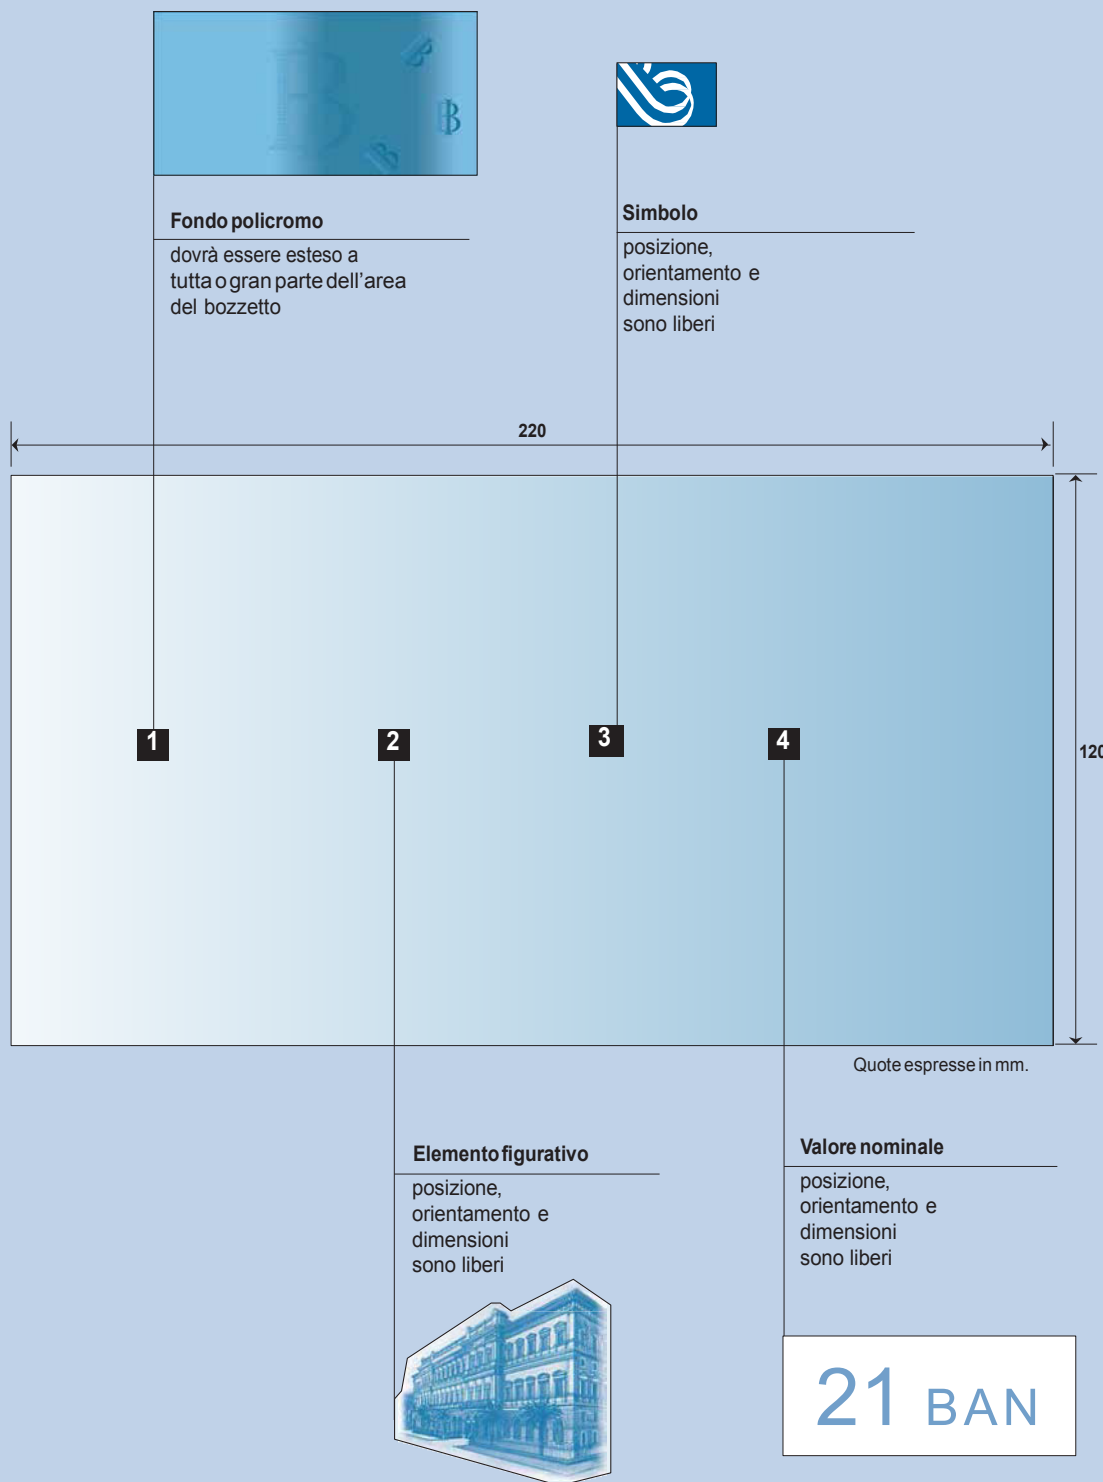 Fondo policromo
dovrà essere esteso a
tutta o gran parte dell'area
del bozzetto
Simbolo
posizione,
orientamento e
dimensioni
sono liberi
220
1
2
3
4
120
Quote espresse in mm.
Elemento figurativo
posizione,
orientamento e
dimensioni
sono liberi
Valore nominale
posizione,
orientamento e
dimensioni
sono liberi
21 BAN